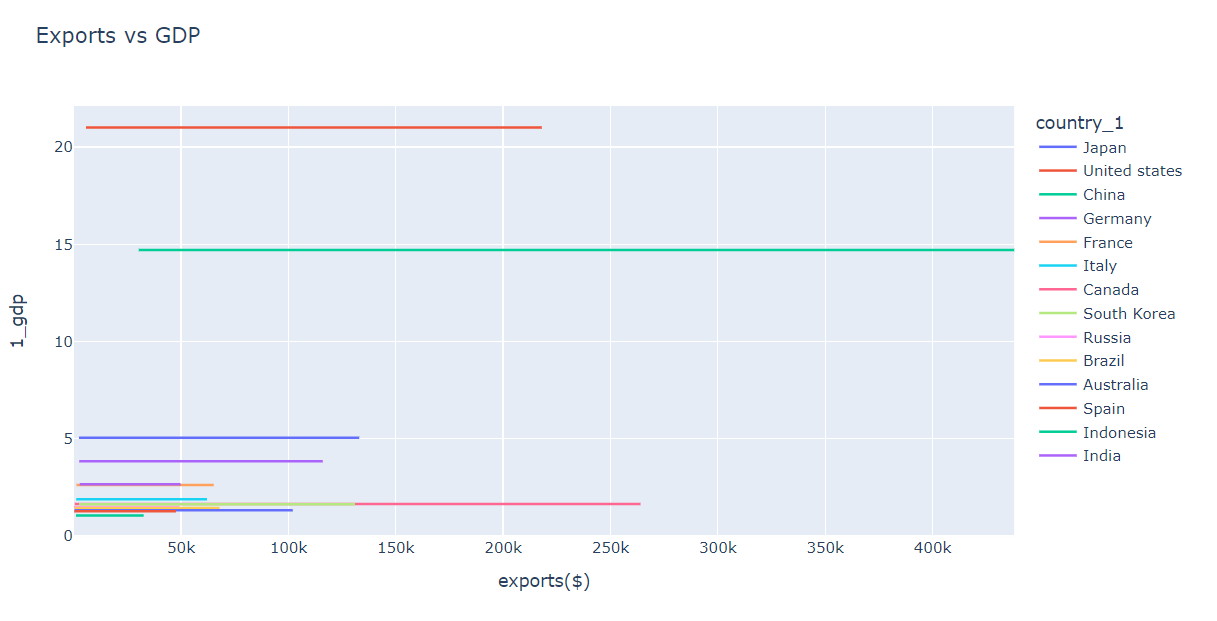 Exports vs GDP
20
15
10
5
0
1_gdp
50k
100k
150k
200k
250k
300k
350k
400k
exports($)
country_1
Japan
United states
China
Germany
France
Italy
Canada
South Korea
Russia
Brazil
Australia
Spain
Indonesia
India